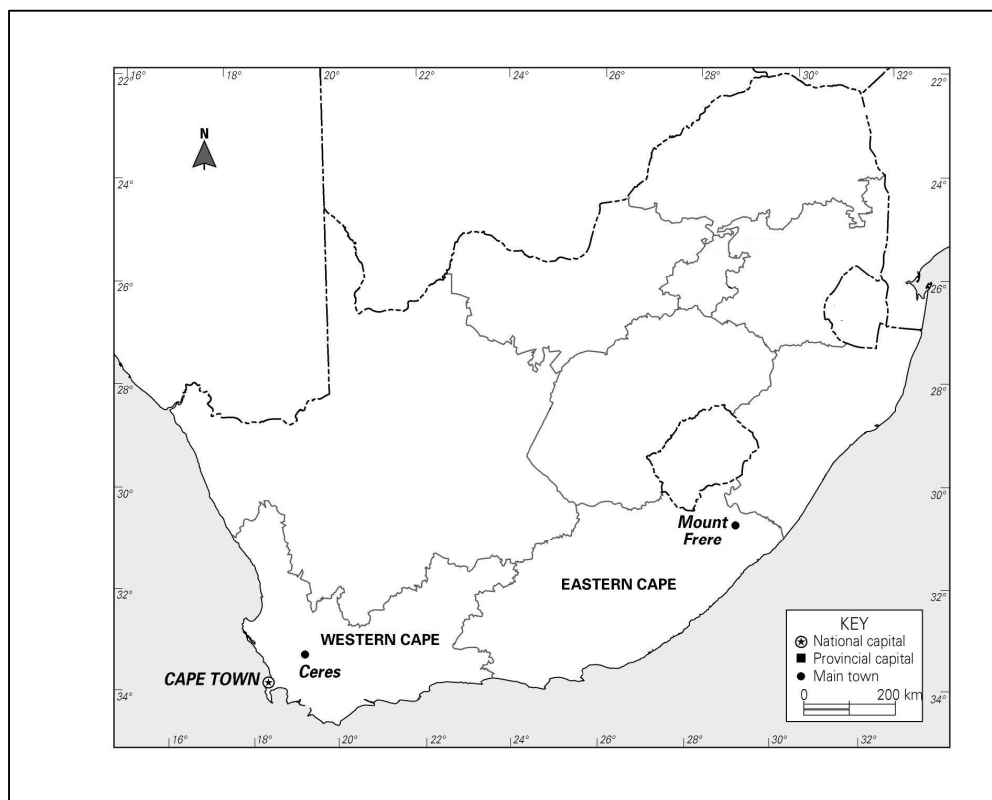 16° 18° 20° 22° 24° 26° 28° 30° 32°
22° 22°
N
24° 24°
26° 26°
28° 28°
30° 30°
Mount
Frere
EASTERN CAPE
32° 32°
WESTERN CAPE
Ceres
CAPE TOWN
34° 34°
KEY
National capital
Provincial capital
Main town
0 200 km
16° 18° 20° 22° 24° 26° 28° 30° 32°